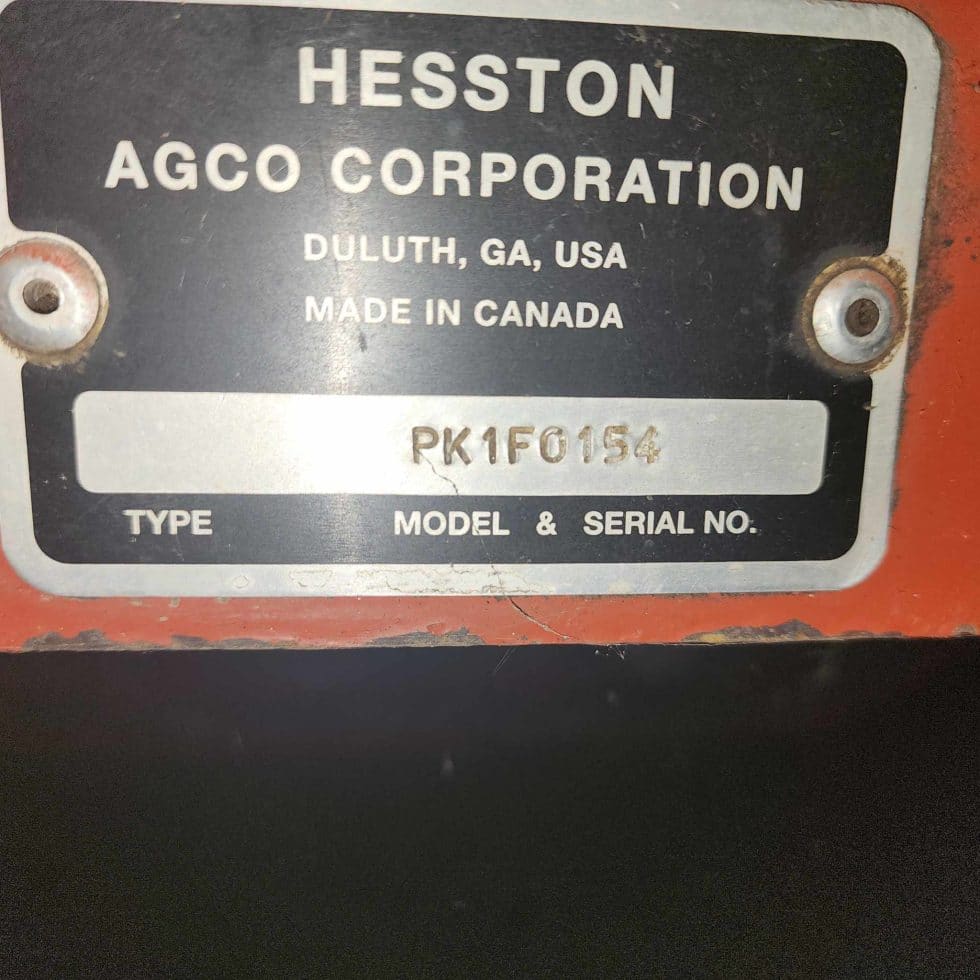 HESSTON
AGCO CORPORATION
DULUTH, GA, USA
MADE IN CANADA
PK1F0154
TYPE MODEL & SERIAL NO.